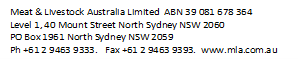 Meat & Livestock Australia Limited ABN 39 081 678 364
Level 1, 40 Mount Street North Sydney NSW 2060
PO Box 1961 North Sydney NSW 2059
Ph +61 2 9463 9333. Fax +61 2 9463 9393. www.mla.com.au